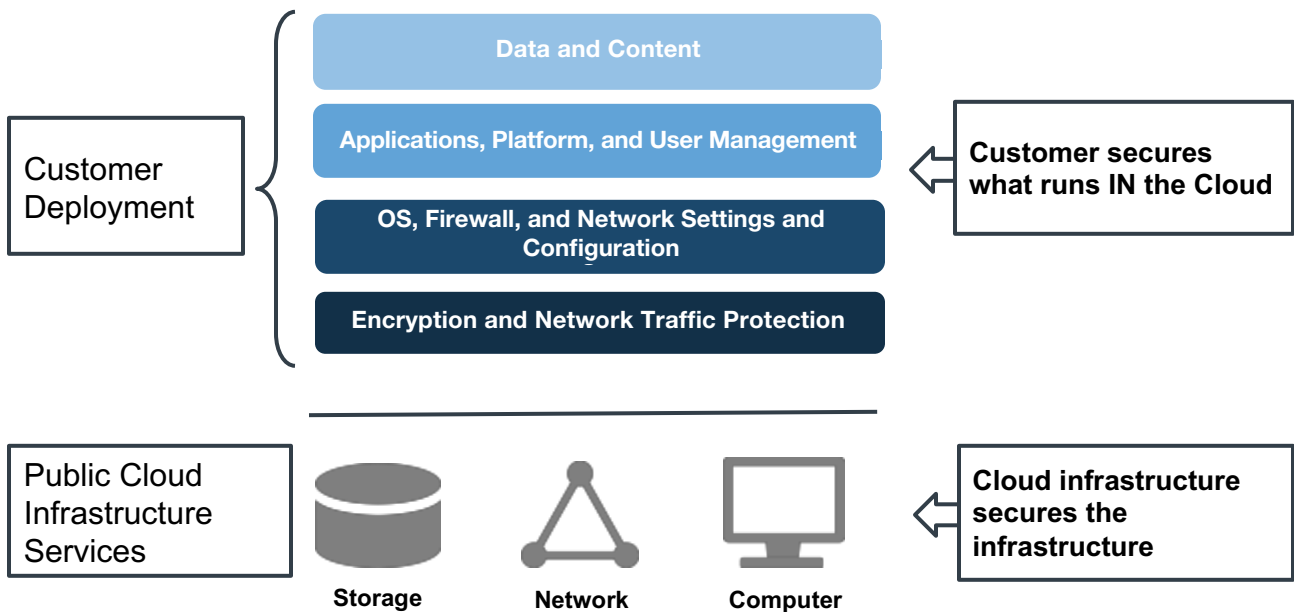 Data and Content
Applications, Platform, and User Management
OS, Firewall, and Network Settings and
Configuration
Encryption and Network Traffic Protection
Customer
Deployment
Customer secures
what runs IN the Cloud
Public Cloud
Infrastructure
Services
Storage
Network
Computer
Cloud infrastructure
secures the
infrastructure